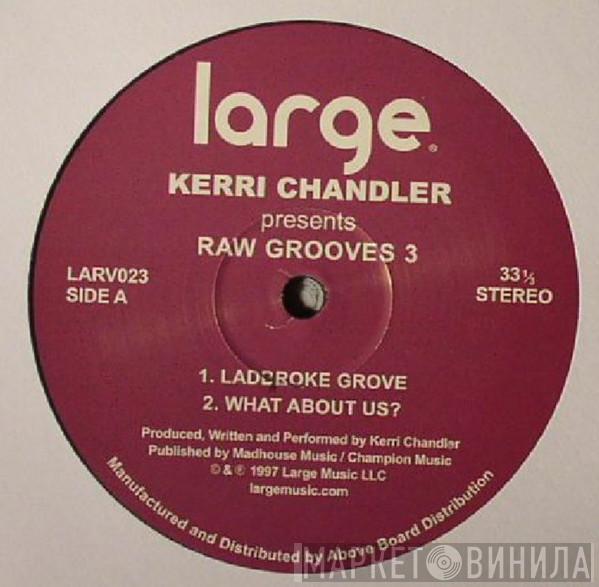 large®
KERRI CHANDLER
presents
RAW GROOVES 3
LARV023
SIDE A
33 ⅓
STEREO
1. LADBROKE GROVE
2. WHAT ABOUT US?
Produced, Written and Performed by Kerri Chandler
Published by Madhouse Music / Champion Music
© & ℗ 1997 Large Music LLC
largemusic.com
Manufactured and Distributed by Above Board Distribution
МАРКЕТ ВИНИЛА